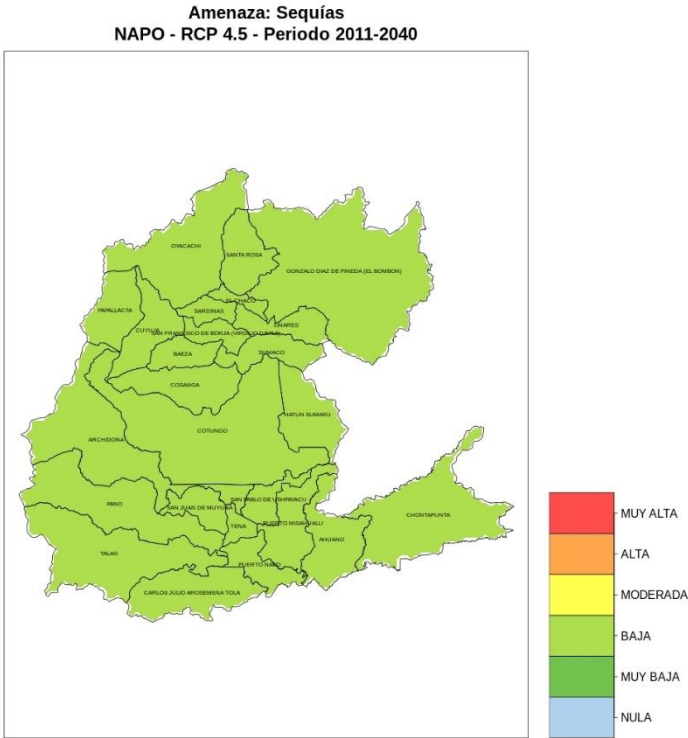 Amenaza: Sequías
NAPO - RCP 4.5 - Periodo 2011-2040
OYACACHI
SANTA ROSA
GONZALO DIAZ DE PINEDA (EL BOMBON)
PAPALLACTA
EL CHACO
SARDINAS
CUYUJA
SAN FRANCISCO DE BORJA
LINARES
BAEZA
SUMACO
COSANGA
HATUN SUMAKU
COTUNDO
ARCHIDONA
PANO
SAN JUAN DE MUYUNA
SAN PABLO DE USHPAYACU
CHONTAPUNTA
TENA
PUERTO MISAHUALLI
AHUANO
TALAG
PUERTO NAPO
CARLOS JULIO AROSEMENA TOLA
MUY ALTA
ALTA
MODERADA
BAJA
MUY BAJA
NULA